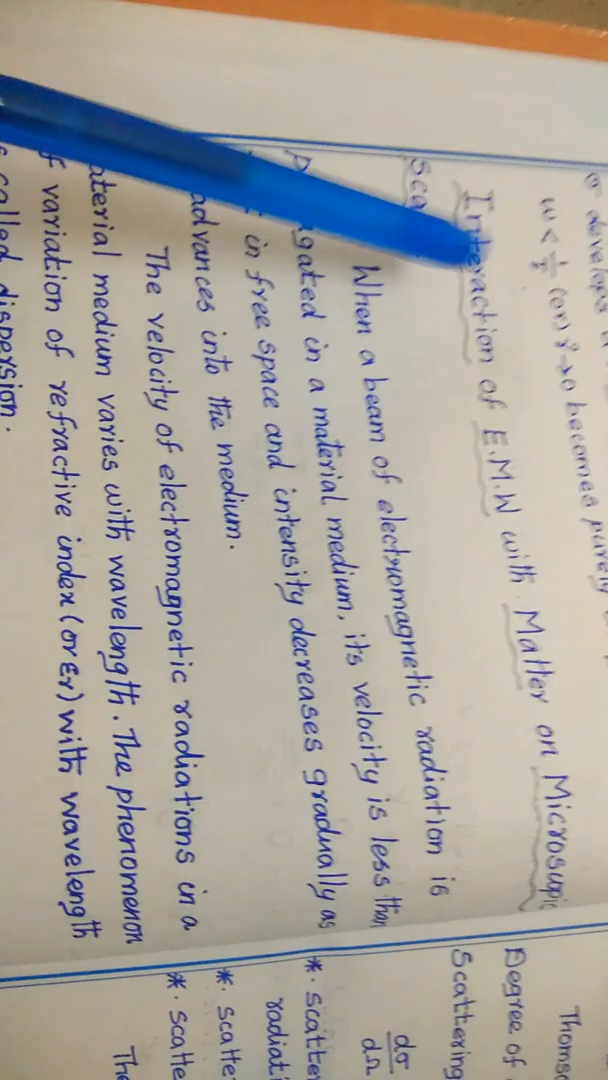 develops
w < 1/τ (or) γ→0 becomes purely
Interaction of E.M.W with Matter on Microscopic
Sca
When a beam of electromagnetic radiation is
gated in a material medium, its velocity is less than
in free space and intensity decreases gradually as
advances into the medium.
The velocity of electromagnetic radiations in a
aterial medium varies with wavelength. The phenomenon
f variation of refractive index (or εr) with wavelength
s called dispersion.
Thoms
Degree of
Scattering
dσ
dΩ
*. scatter
radiati
*. scatte
*. scatte
The